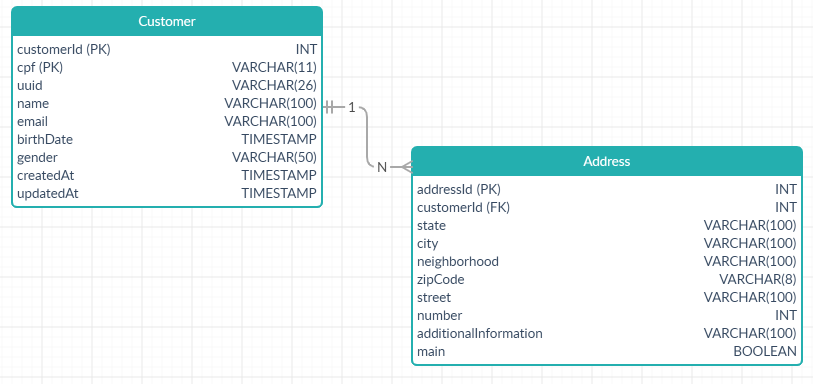 Customer
customerId (PK) INT
cpf (PK) VARCHAR(11)
uuid VARCHAR(26)
name VARCHAR(100)
email VARCHAR(100)
birthDate TIMESTAMP
gender VARCHAR(50)
createdAt TIMESTAMP
updatedAt TIMESTAMP
1
N
Address
addressId (PK) INT
customerId (FK) INT
state VARCHAR(100)
city VARCHAR(100)
neighborhood VARCHAR(100)
zipCode VARCHAR(8)
street VARCHAR(100)
number INT
additionalInformation VARCHAR(100)
main BOOLEAN